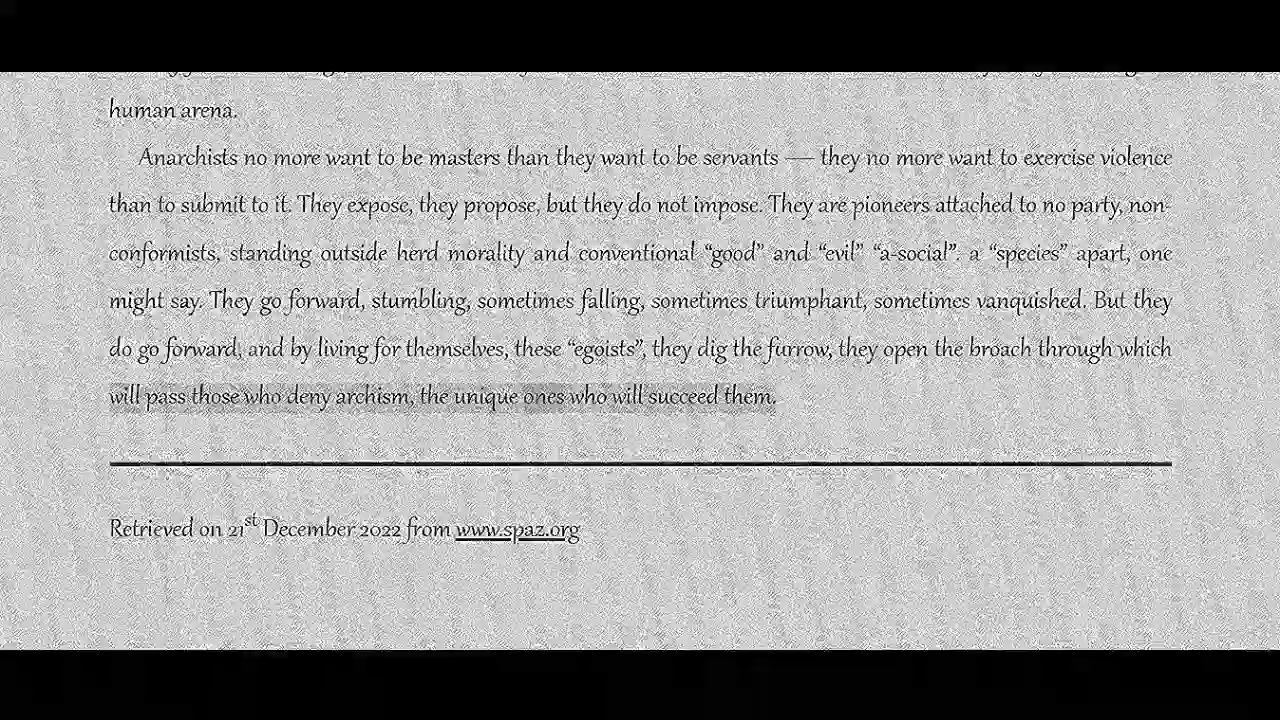 human arena.
Anarchists no more want to be masters than they want to be servants — they no more want to exercise violence
than to submit to it. They expose, they propose, but they do not impose. They are pioneers attached to no party, non-
conformists, standing outside herd morality and conventional “good” and “evil” “a-social”. a “species” apart, one
might say. They go forward, stumbling, sometimes falling, sometimes triumphant, sometimes vanquished. But they
do go forward, and by living for themselves, these “egoists”, they dig the furrow, they open the broach through which
will pass those who deny archism, the unique ones who will succeed them.
Retrieved on 21st December 2022 from www.spaz.org